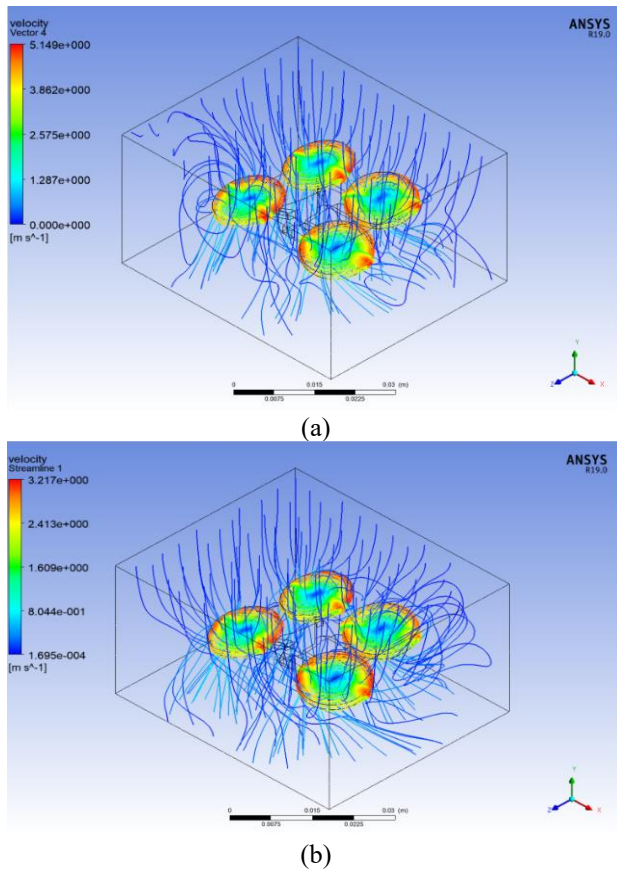 velocity
Vector 4
ANSYS
R19.0
5.149e+000
3.862e+000
2.575e+000
1.287e+000
0.000e+000
[m s^-1]
Y
Z
X
0 0.015 0.03 (m)
0.0075 0.0225
(a)
velocity
Streamline 1
ANSYS
R19.0
3.217e+000
2.413e+000
1.609e+000
8.044e-001
1.695e-004
[m s^-1]
Y
Z
X
0 0.015 0.03 (m)
0.0075 0.0225
(b)